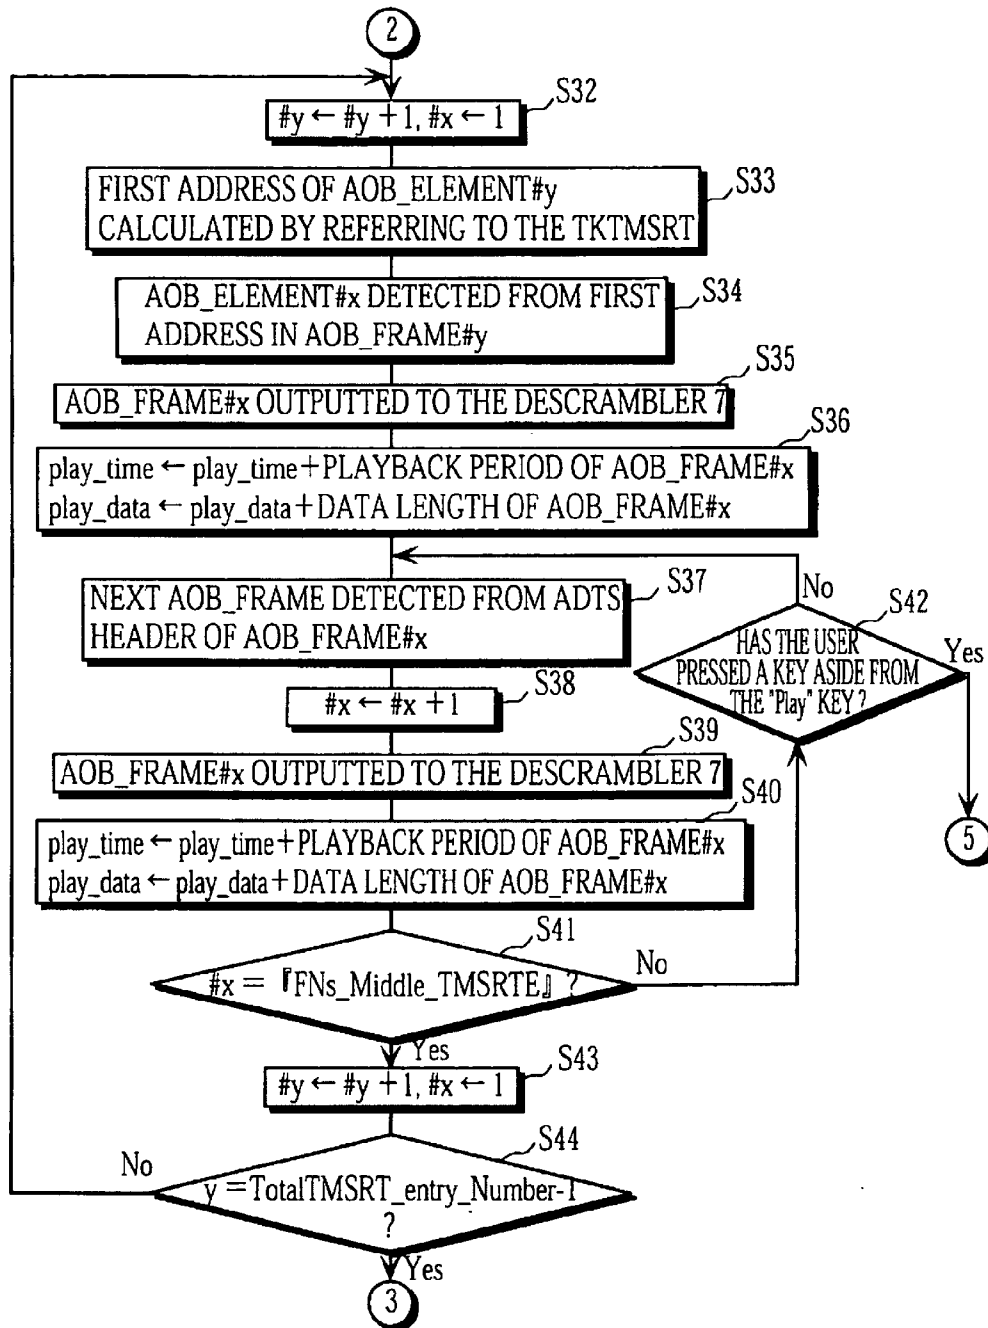 2
S32
#y ← #y + 1, #x ← 1
S33
FIRST ADDRESS OF AOB_ELEMENT#y
CALCULATED BY REFERRING TO THE TKTMSRT
S34
AOB_ELEMENT#x DETECTED FROM FIRST
ADDRESS IN AOB_FRAME#y
S35
AOB_FRAME#x OUTPUTTED TO THE DESCRAMBLER 7
S36
play_time ← play_time+PLAYBACK PERIOD OF AOB_FRAME#x
play_data ← play_data+DATA LENGTH OF AOB_FRAME#x
S37
NEXT AOB_FRAME DETECTED FROM ADTS
HEADER OF AOB_FRAME#x
No
S42
HAS THE USER
PRESSED A KEY ASIDE FROM
THE "Play" KEY ?
Yes
S38
#x ← #x + 1
S39
AOB_FRAME#x OUTPUTTED TO THE DESCRAMBLER 7
S40
play_time ← play_time+PLAYBACK PERIOD OF AOB_FRAME#x
play_data ← play_data+DATA LENGTH OF AOB_FRAME#x
5
S41
#x = 『FNs_Middle_TMSRTE』 ?
No
Yes
S43
#y ← #y + 1, #x ← 1
S44
No
y =TotalTMSRT_entry_Number-1
?
Yes
3